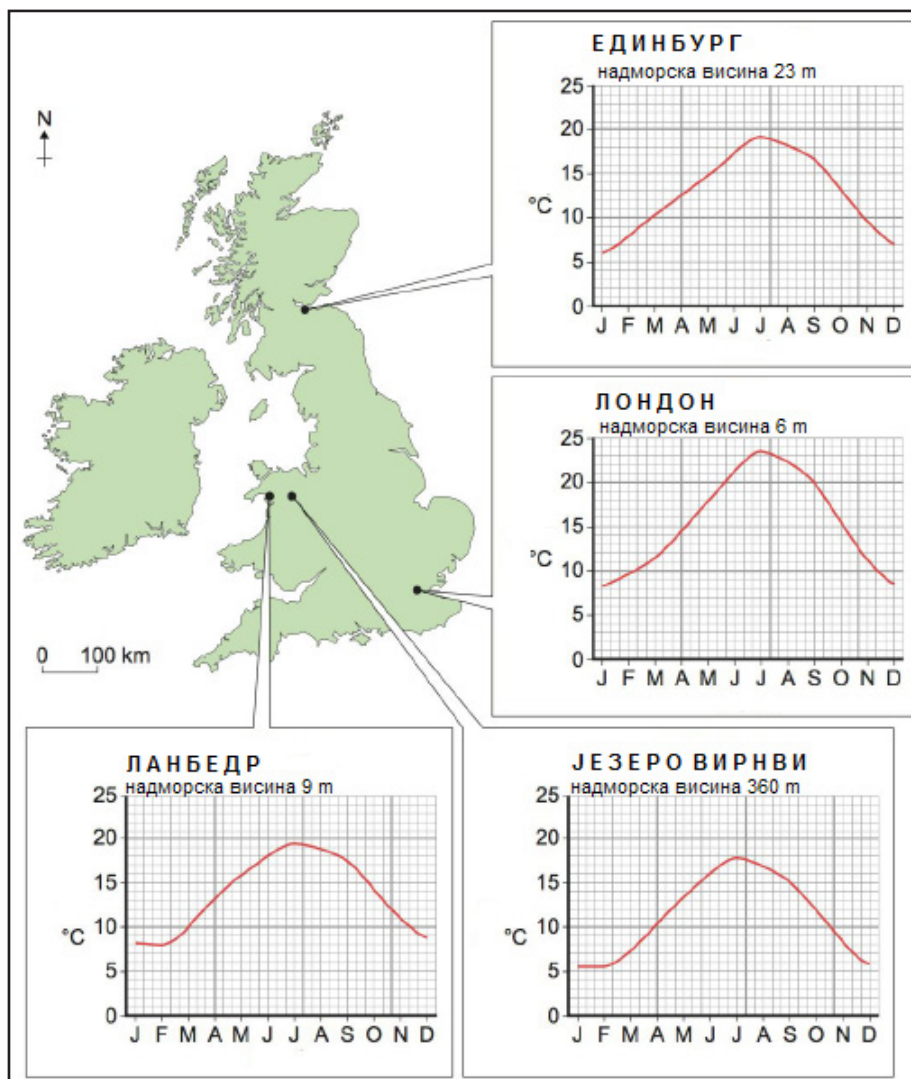 ЕДИНБУРГ
надморска висина 23 m
25
20
15
°C
10
5
0
J F M A M J J A S O N D
N
ЛОНДОН
надморска висина 6 m
25
20
15
°C
10
5
0
J F M A M J J A S O N D
0 100 km
ЛАНБЕДР
надморска висина 9 m
25
20
15
10
°C
5
0
J F M A M J J A S O N D
ЈЕЗЕРО ВИРНВИ
надморска висина 360 m
25
20
15
10
°C
5
0
J F M A M J J A S O N D